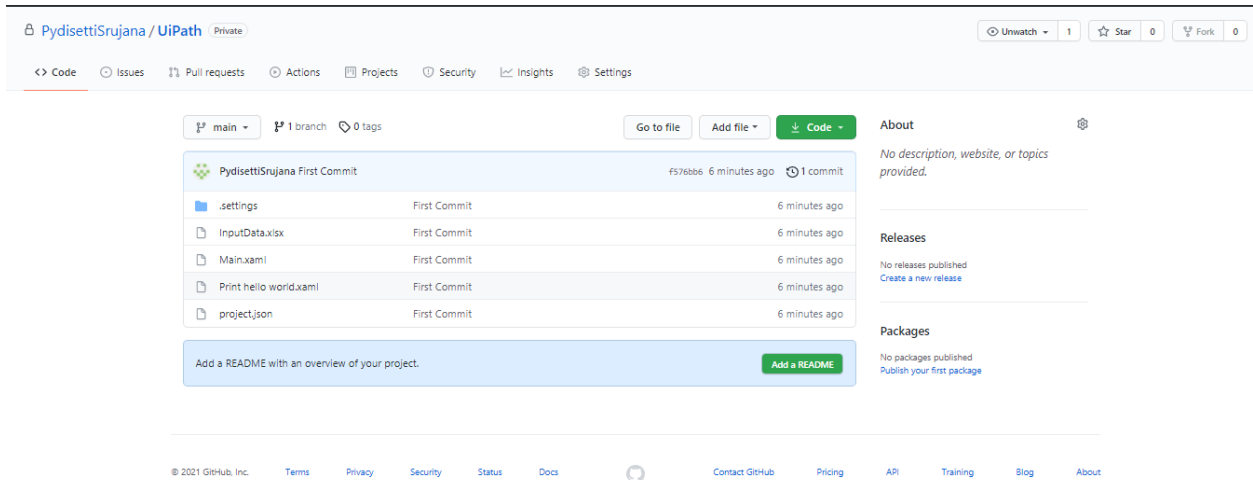 PydisettiSrujana / UiPath Private
Unwatch 1 Star 0 Fork 0
Code Issues Pull requests Actions Projects Security Insights Settings
main 1 branch 0 tags Go to file Add file Code
About
No description, website, or topics
provided.
PydisettiSrujana First Commit f576bb6 6 minutes ago 1 commit
.settings First Commit 6 minutes ago
InputData.xlsx First Commit 6 minutes ago
Main.xaml First Commit 6 minutes ago
Print hello world.xaml First Commit 6 minutes ago
project.json First Commit 6 minutes ago
Releases
No releases published
Create a new release
Add a README with an overview of your project. Add a README
Packages
No packages published
Publish your first package
© 2021 GitHub, Inc. Terms Privacy Security Status Docs Contact GitHub Pricing API Training Blog About